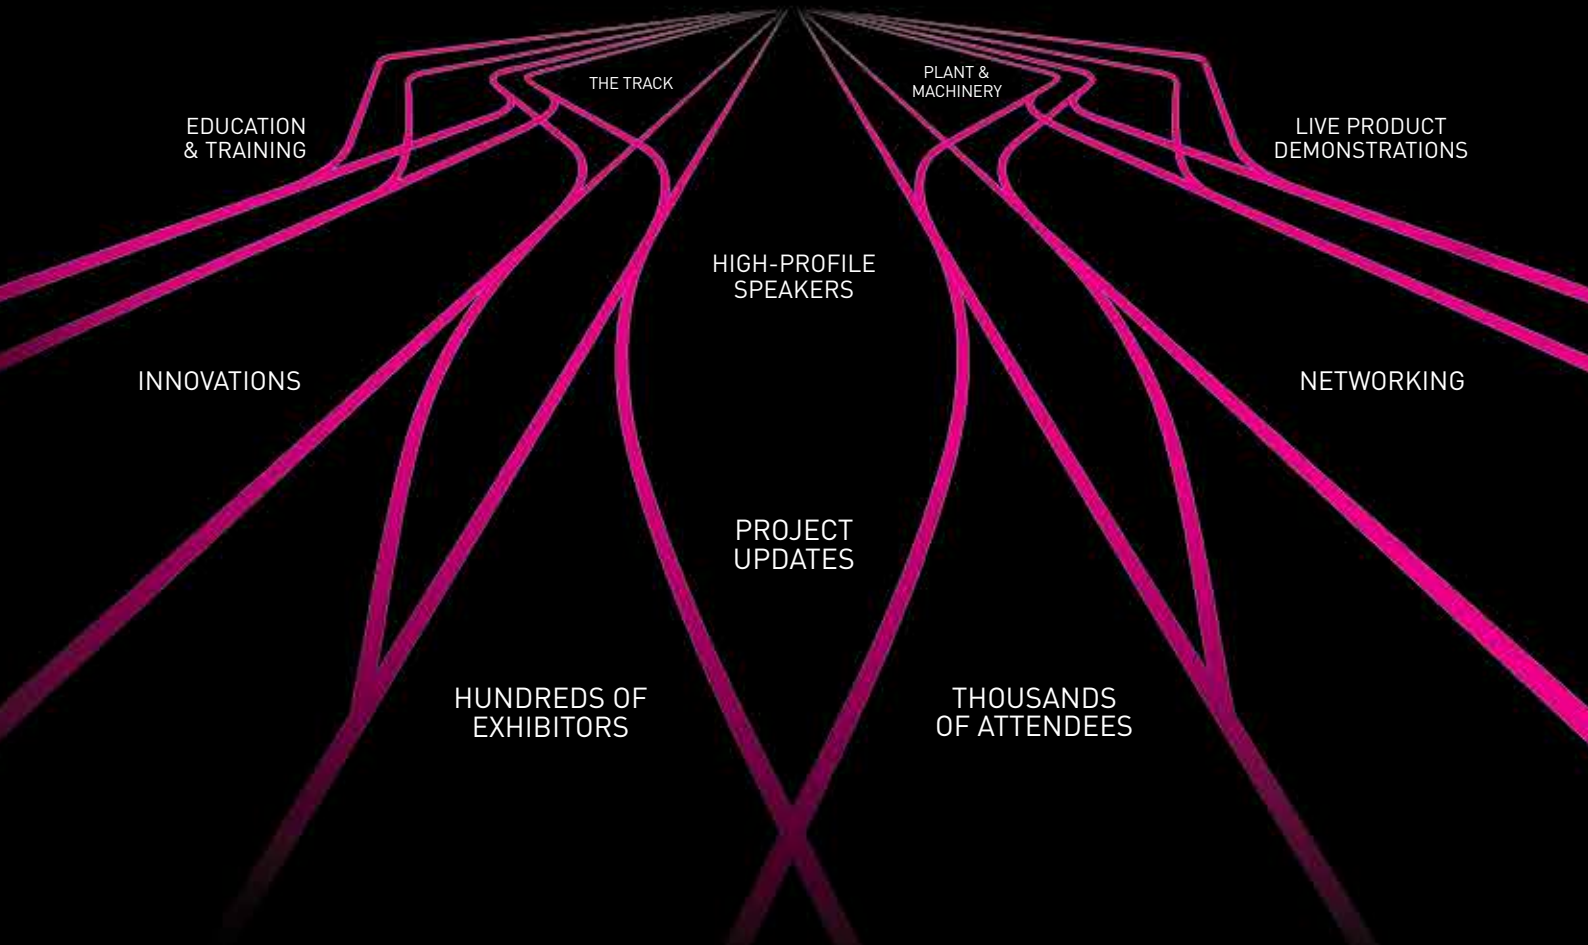 THE TRACK
PLANT &
MACHINERY
EDUCATION
& TRAINING
LIVE PRODUCT
DEMONSTRATIONS
HIGH-PROFILE
SPEAKERS
INNOVATIONS
NETWORKING
PROJECT
UPDATES
HUNDREDS OF
EXHIBITORS
THOUSANDS
OF ATTENDEES